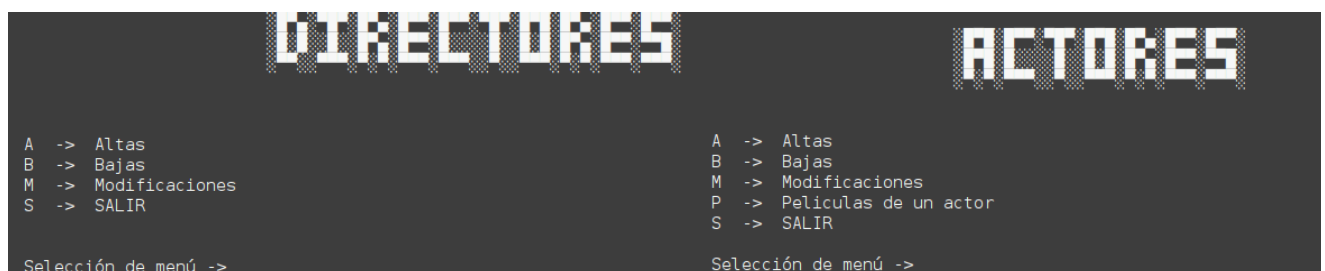 DIRECTORES
A -> Altas
B -> Bajas
M -> Modificaciones
S -> SALIR
Selección de menú ->
ACTORES
A -> Altas
B -> Bajas
M -> Modificaciones
P -> Peliculas de un actor
S -> SALIR
Selección de menú ->